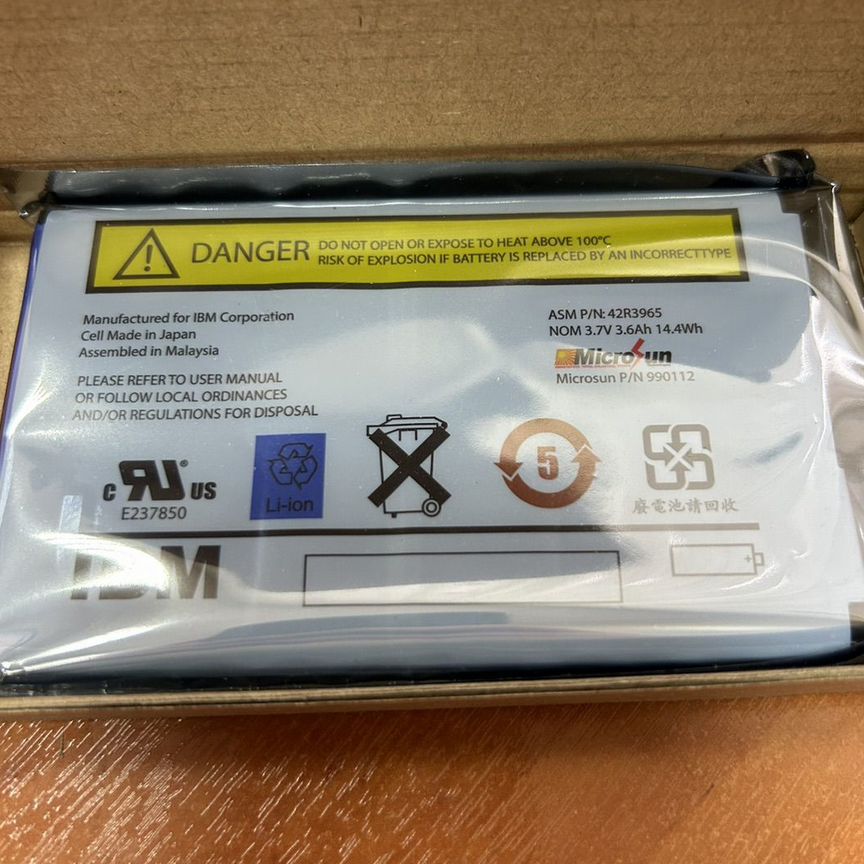 DANGER DO NOT OPEN OR EXPOSE TO HEAT ABOVE 100°C
RISK OF EXPLOSION IF BATTERY IS REPLACED BY AN INCORRECTTYPE
Manufactured for IBM Corporation
Cell Made in Japan
Assembled in Malaysia
PLEASE REFER TO USER MANUAL
OR FOLLOW LOCAL ORDINANCES
AND/OR REGULATIONS FOR DISPOSAL
ASM P/N: 42R3965
NOM 3.7V 3.6Ah 14.4Wh
MicroSun
Microsun P/N 990112
c RU® US
E237850
Li-ion
5
廢電池請回收
IBM